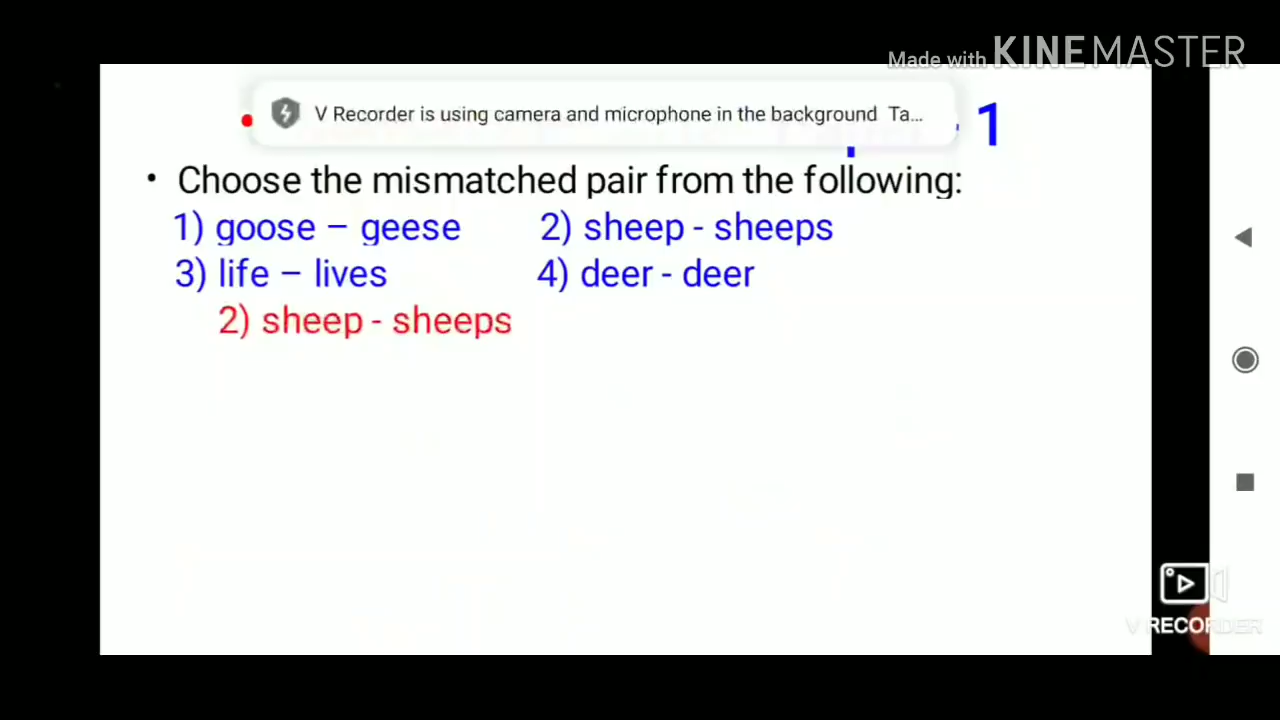 Made with KINEMASTER
V Recorder is using camera and microphone in the background Ta...
1
• Choose the mismatched pair from the following:
1) goose – geese 2) sheep - sheeps
3) life – lives 4) deer - deer
2) sheep - sheeps
V RECORDER